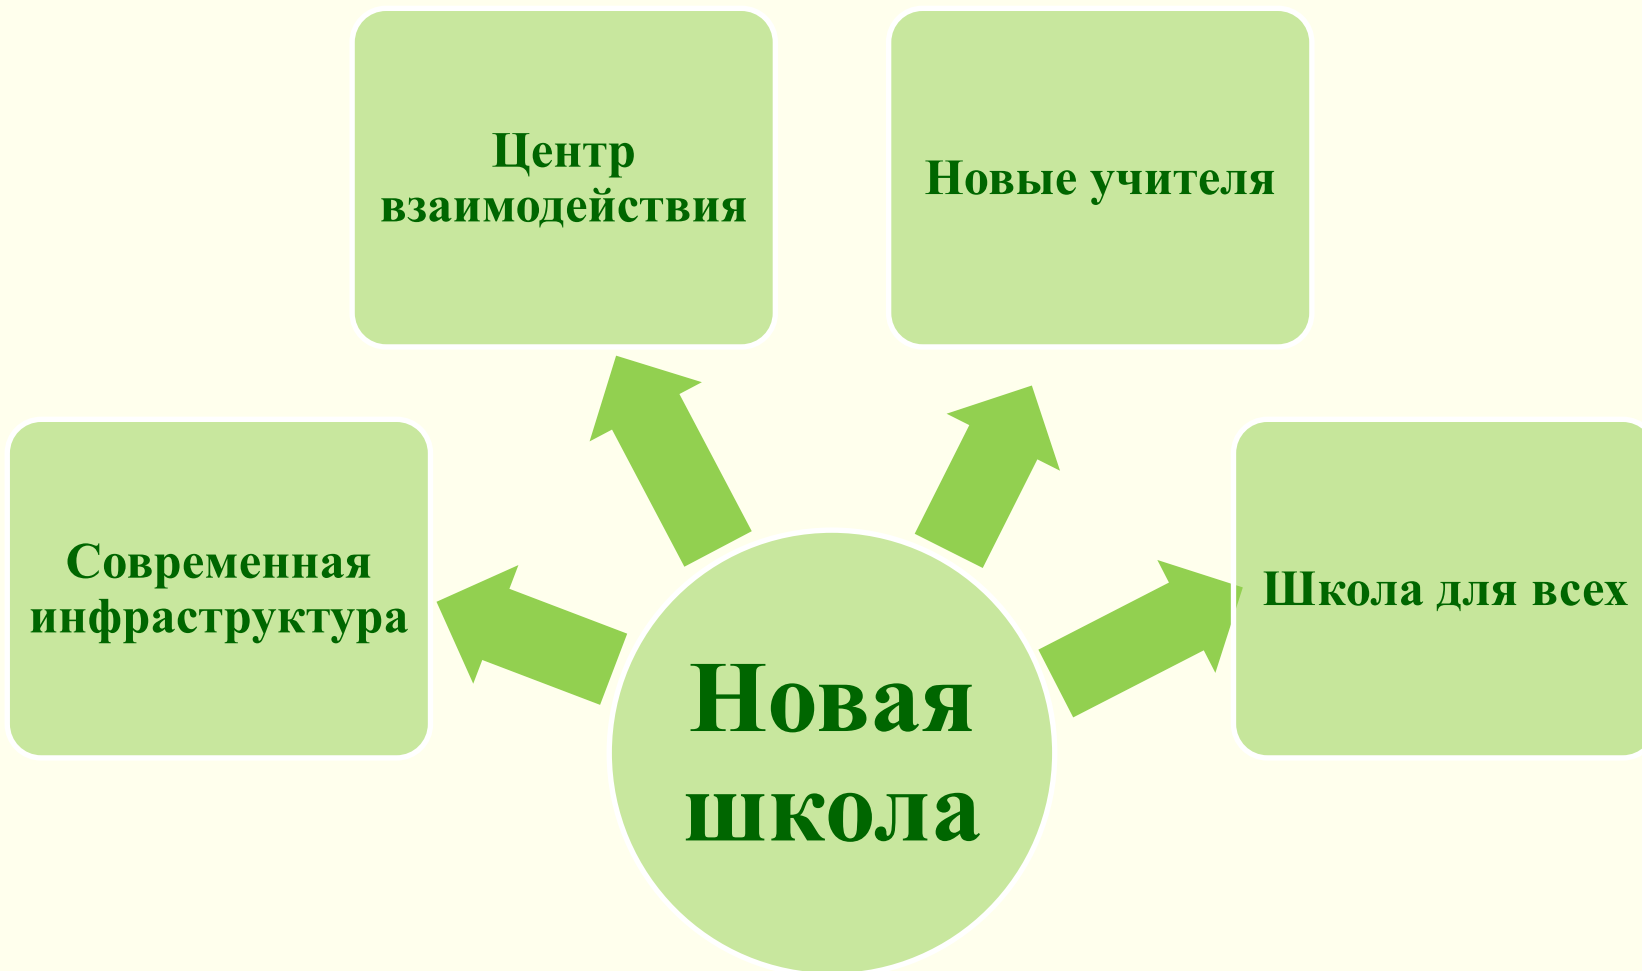 Центр
взаимодействия
Новые учителя
Современная
инфраструктура
Школа для всех
Новая
школа